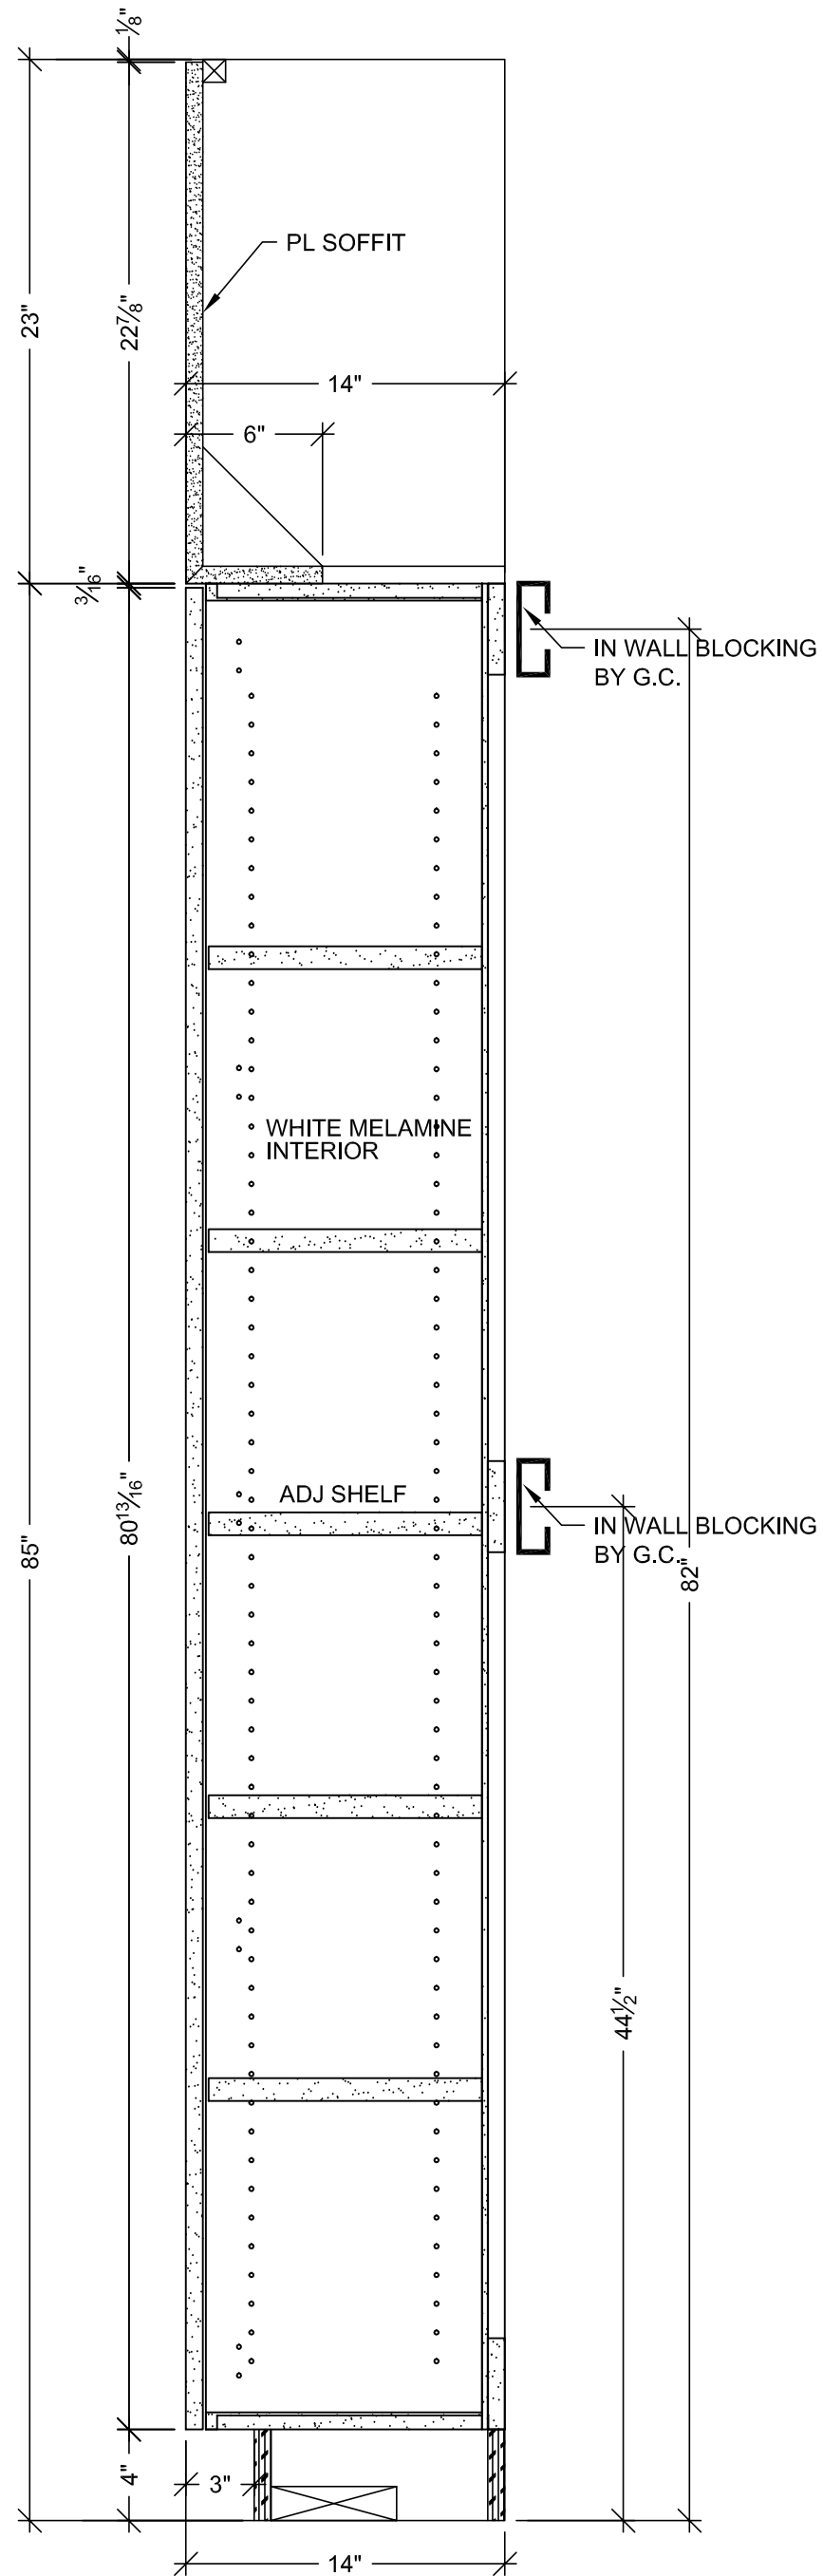 1/8"
23"
22 7/8"
PL SOFFIT
14"
6"
3/16"
IN WALL BLOCKING
BY G.C.
WHITE MELAMINE
INTERIOR
ADJ SHELF
80 13/16"
85"
IN WALL BLOCKING
BY G.C.
82"
44 1/2"
4"
3"
14"